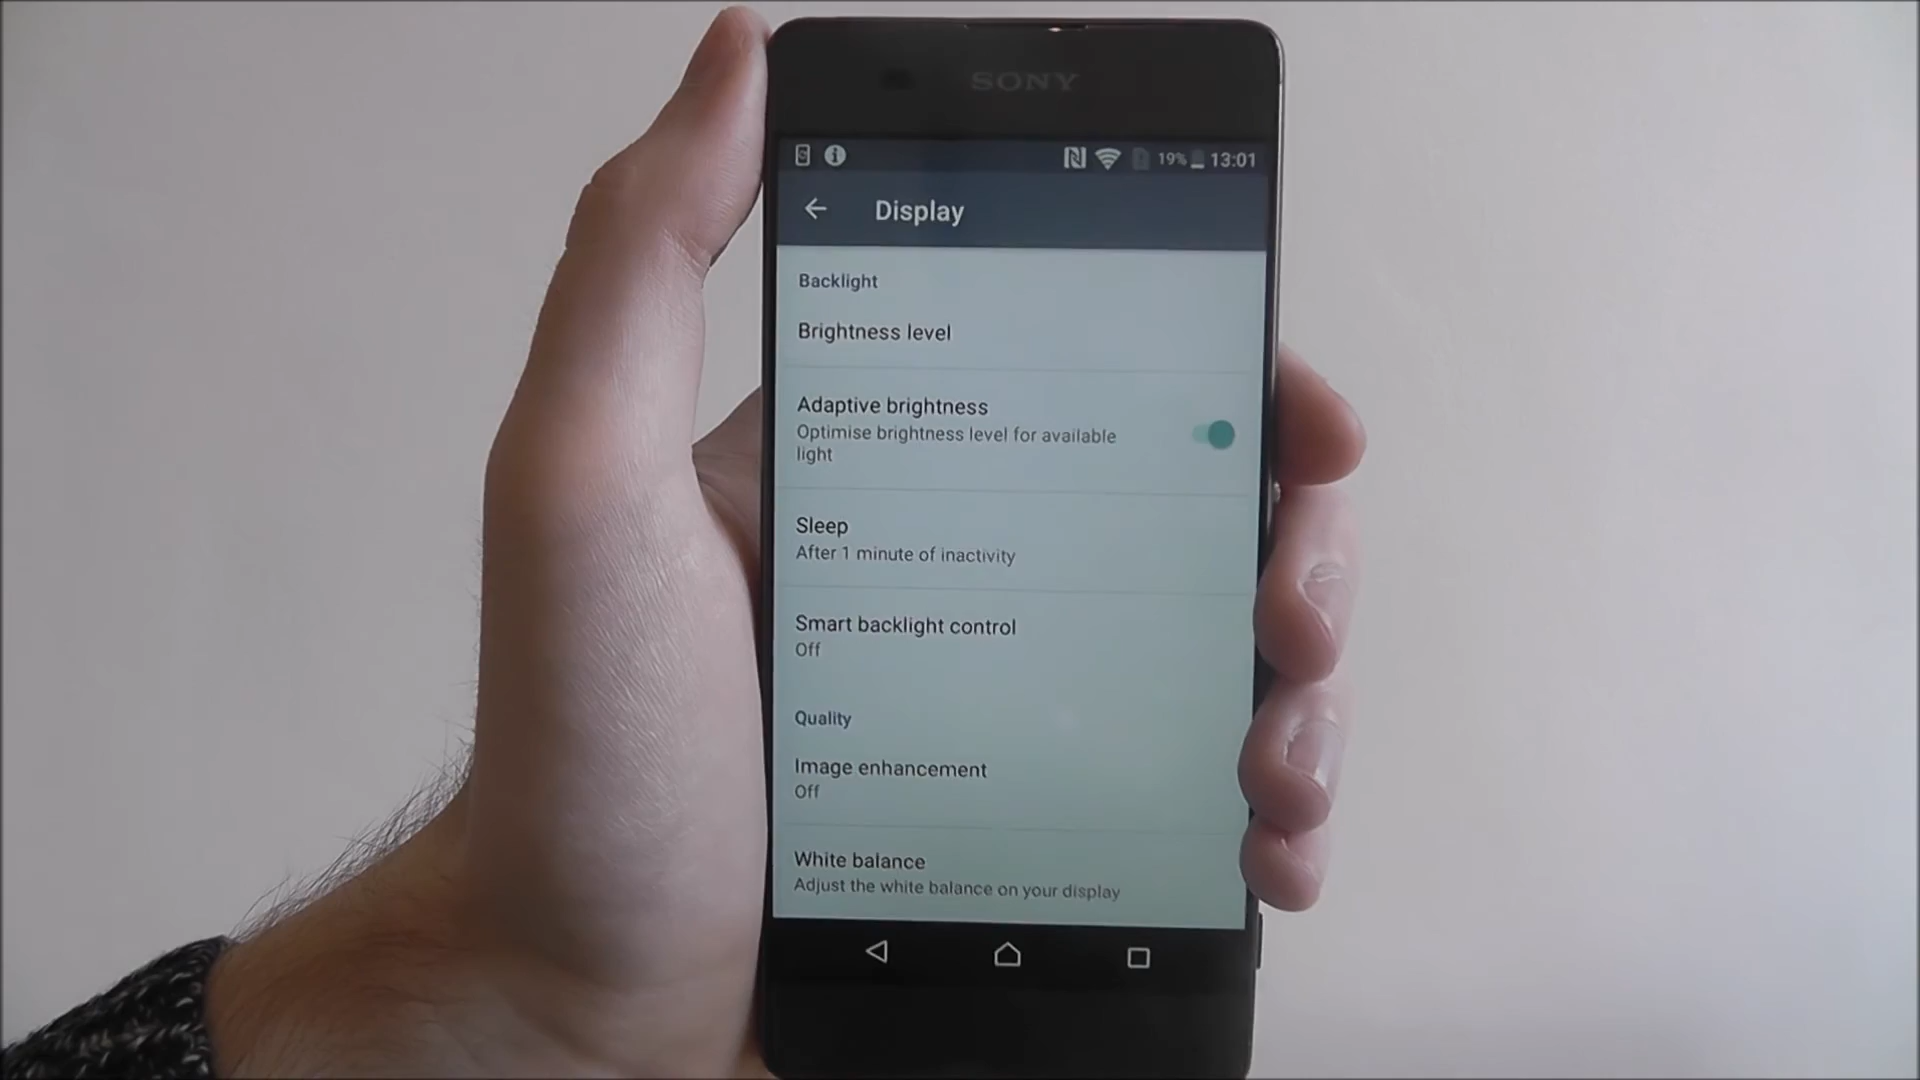 SONY
19% 13:01
Display
Backlight
Brightness level
Adaptive brightness
Optimise brightness level for available
light
Sleep
After 1 minute of inactivity
Smart backlight control
Off
Quality
Image enhancement
Off
White balance
Adjust the white balance on your display